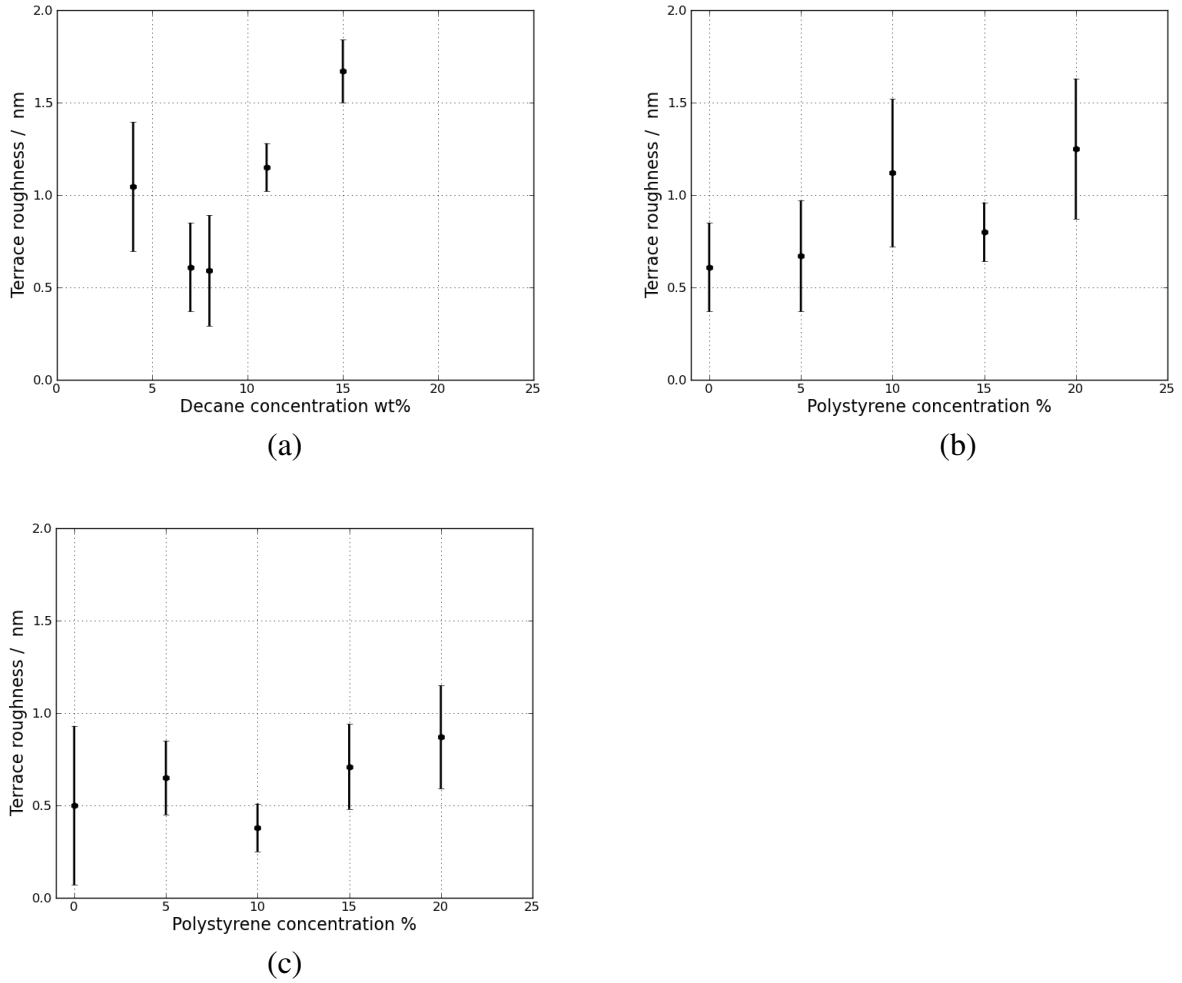 2.0
1.5
1.0
0.5
0.0
Terrace roughness / nm
0 5 10 15 20 25
Decane concentration wt%
(a)
2.0
1.5
1.0
0.5
0.0
Terrace roughness / nm
0 5 10 15 20 25
Polystyrene concentration %
(b)
2.0
1.5
1.0
0.5
0.0
Terrace roughness / nm
0 5 10 15 20 25
Polystyrene concentration %
(c)